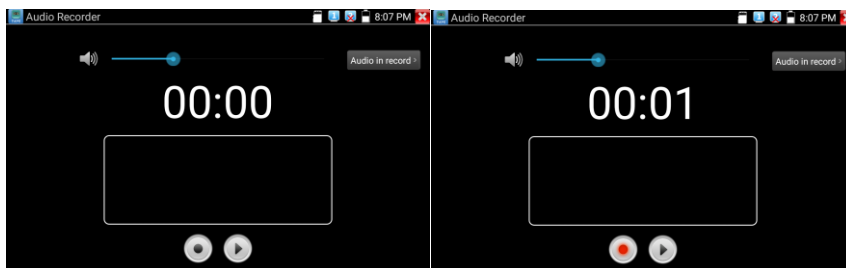 Audio Recorder 8:07 PM
Audio in record >
00:00
Audio Recorder 8:07 PM
Audio in record >
00:01